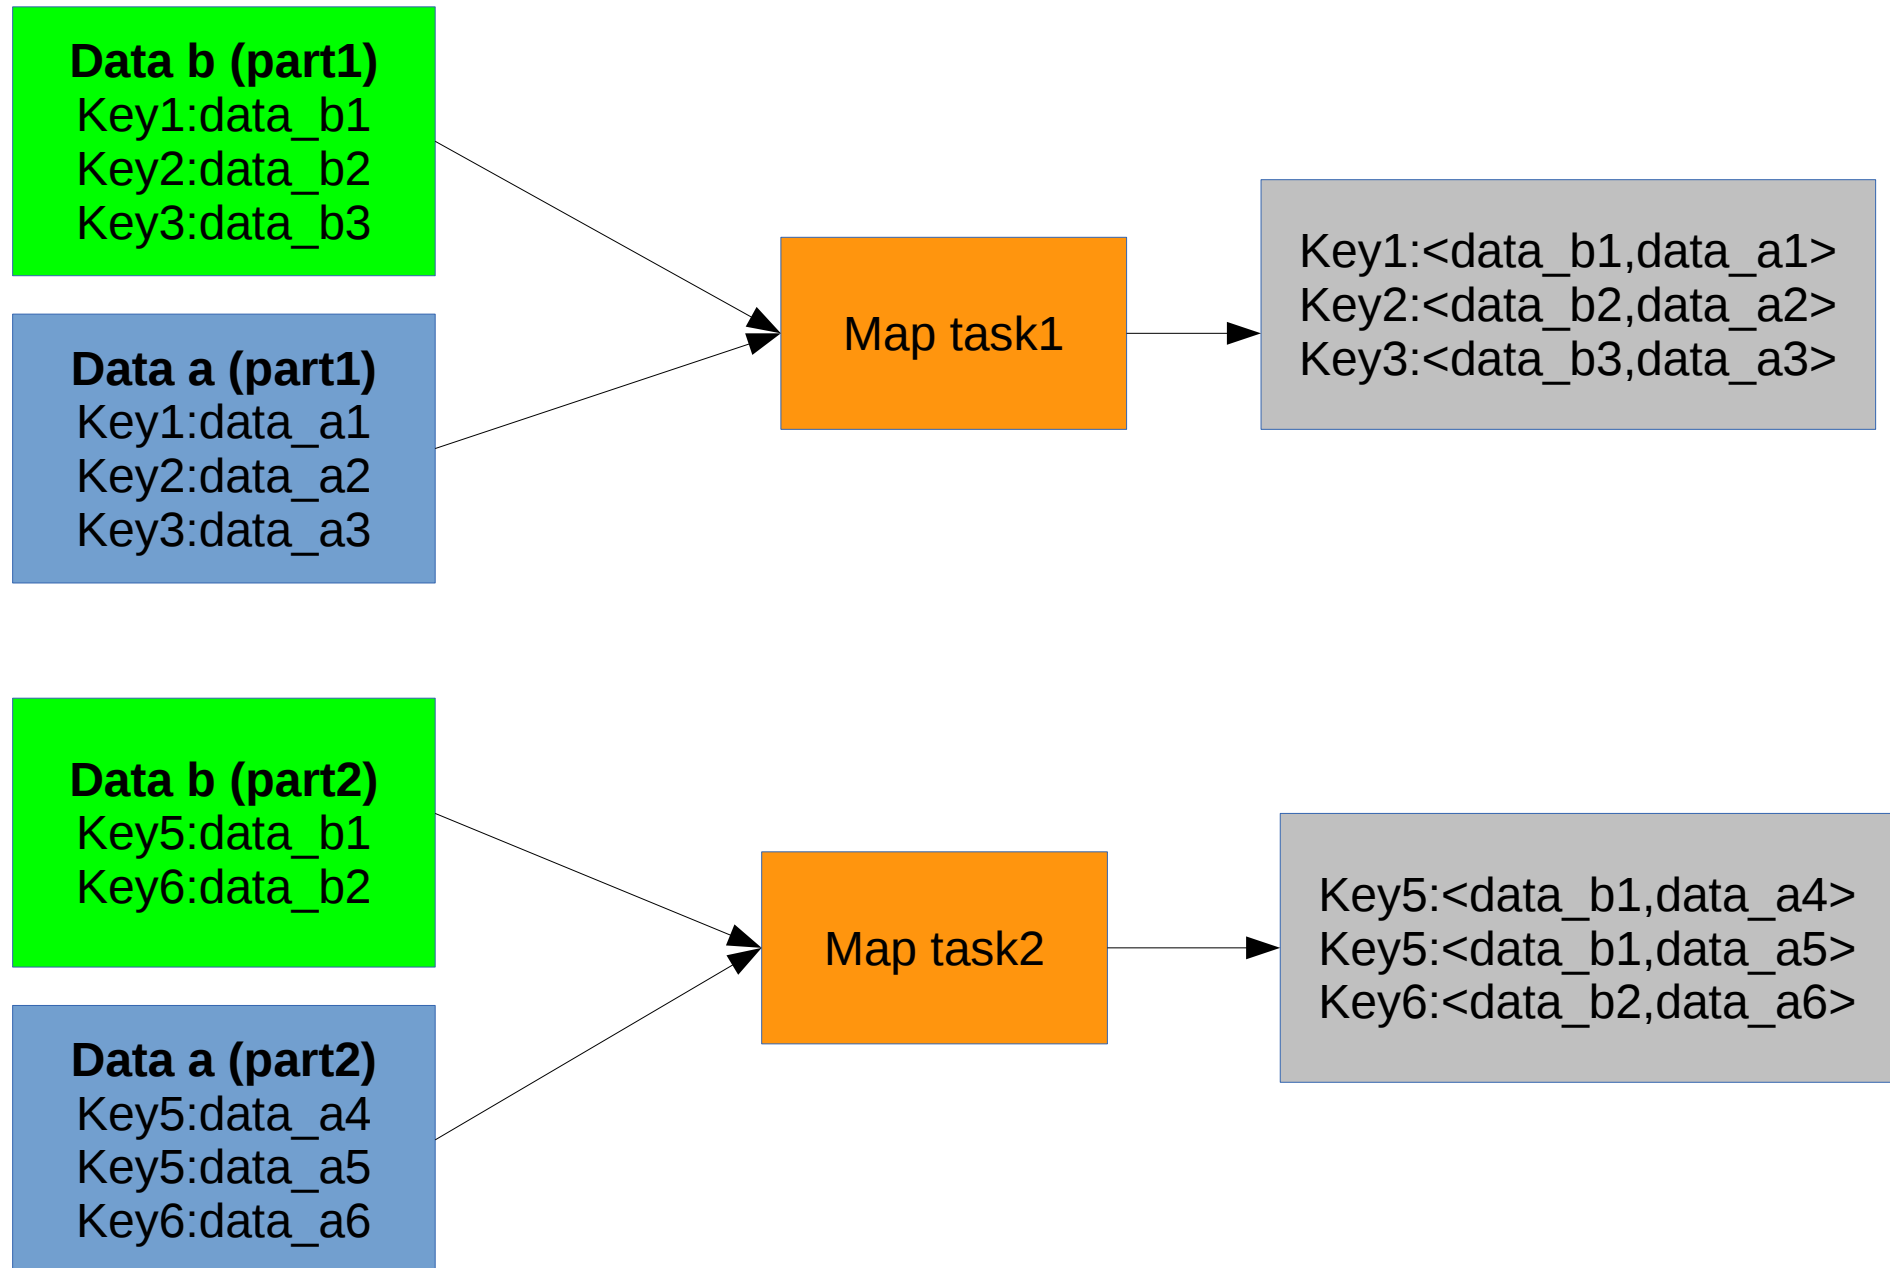 Data b (part1)
Key1:data_b1
Key2:data_b2
Key3:data_b3
Data a (part1)
Key1:data_a1
Key2:data_a2
Key3:data_a3
Map task1
Key1:<data_b1,data_a1>
Key2:<data_b2,data_a2>
Key3:<data_b3,data_a3>
Data b (part2)
Key5:data_b1
Key6:data_b2
Data a (part2)
Key5:data_a4
Key5:data_a5
Key6:data_a6
Map task2
Key5:<data_b1,data_a4>
Key5:<data_b1,data_a5>
Key6:<data_b2,data_a6>